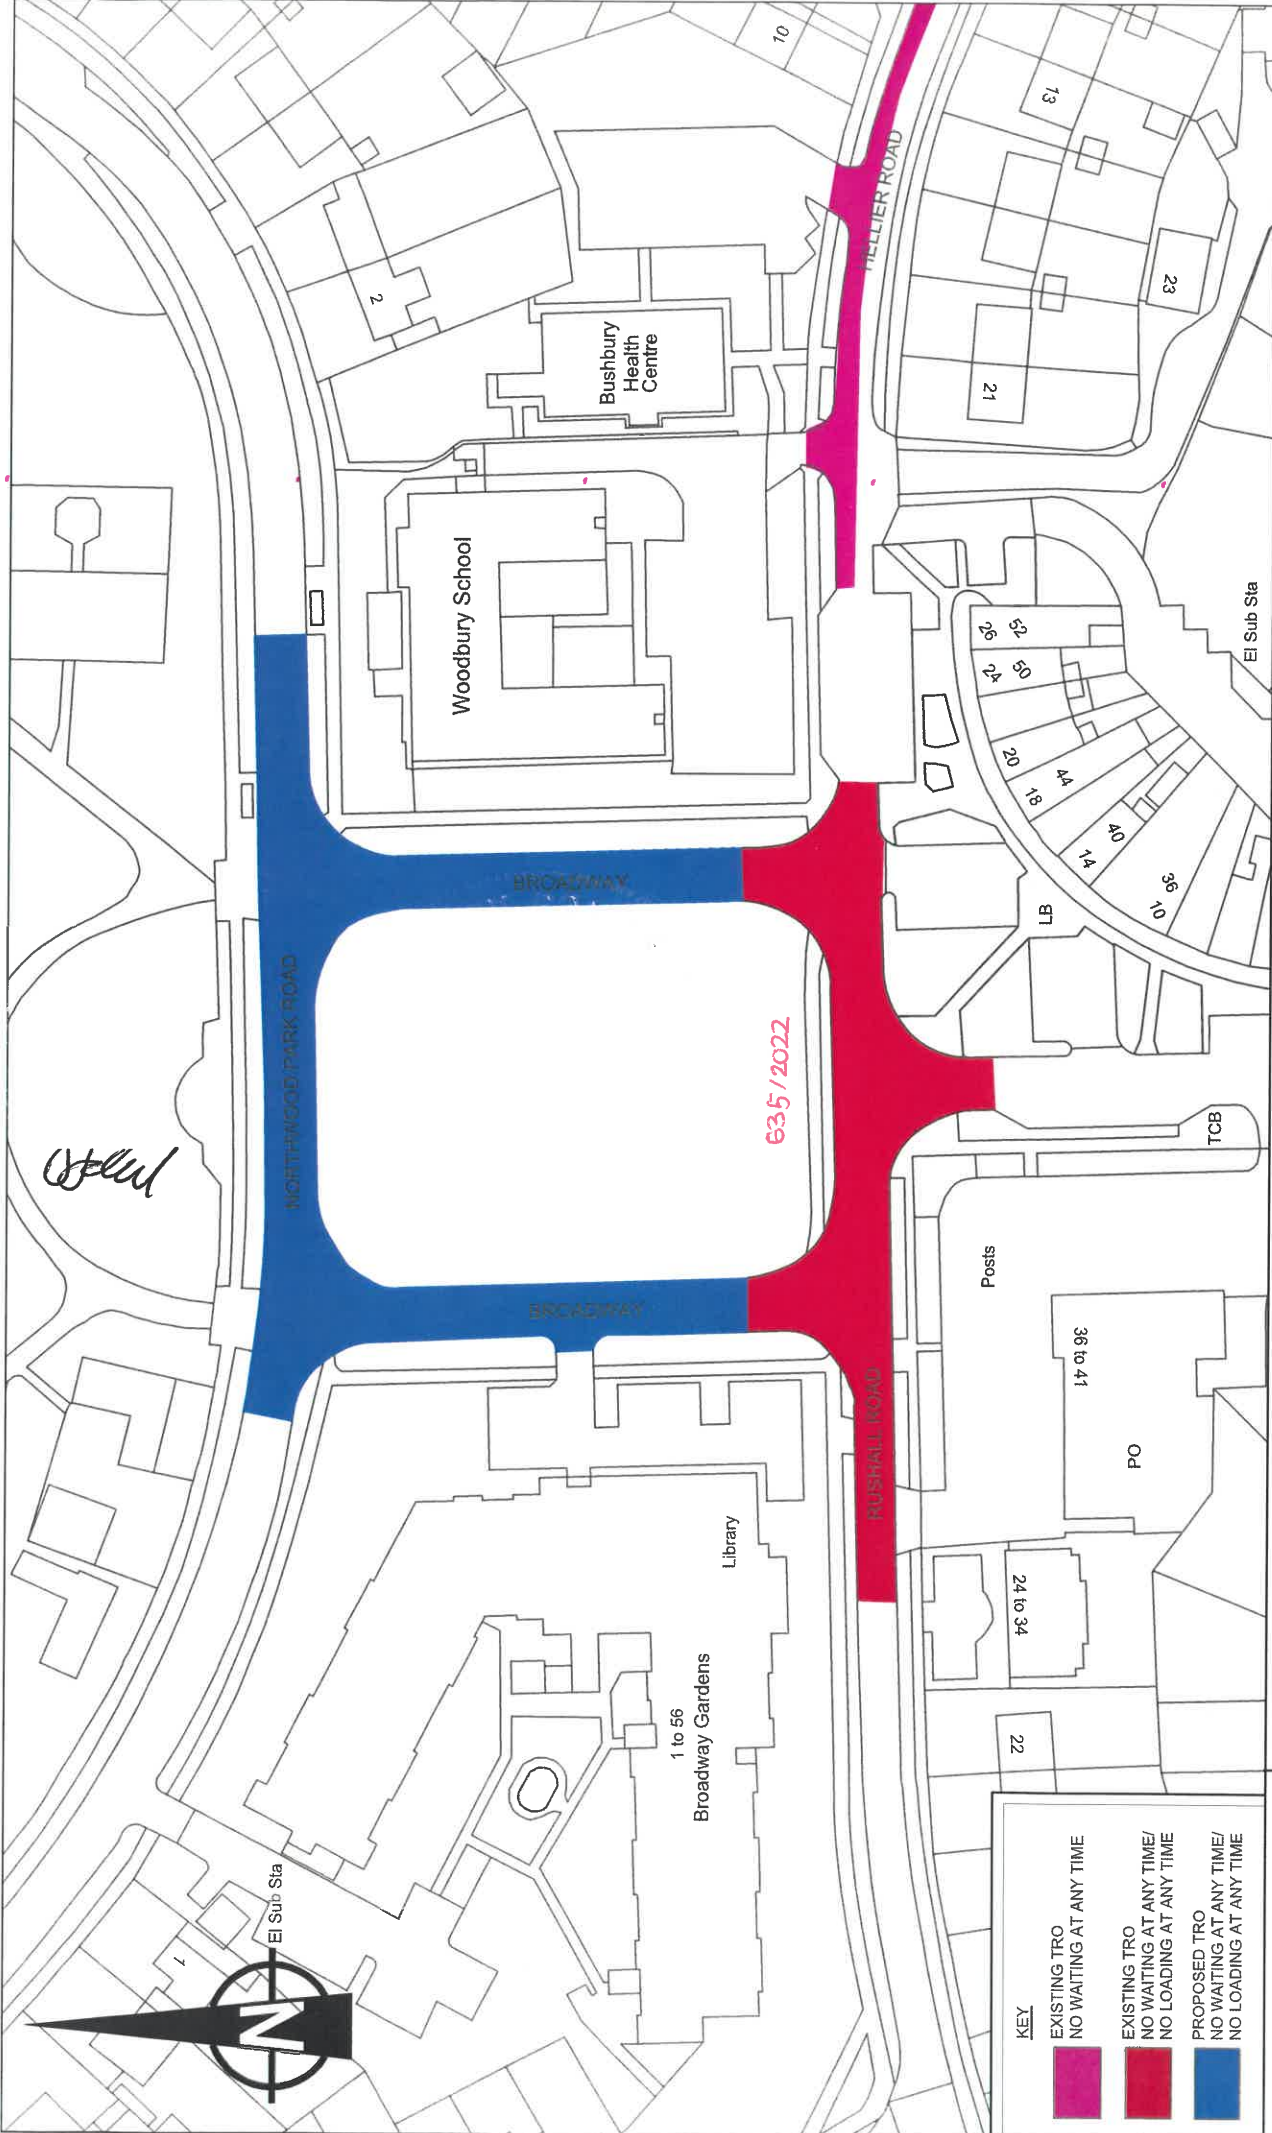 10
13
HELLIER ROAD
23
2
Bushbury
Health
Centre
21
Woodbury School
El Sub Sta
26
52
24
50
20
44
18
40
14
36
10
BROADWAY
LB
NORTHWOOD PARK ROAD
635/2022
TCB
Posts
BROADWAY
36 to 41
RUSHALL ROAD
PO
Library
24 to 34
1 to 56
Broadway Gardens
22
El Sub Sta
1
N
KEY
EXISTING TRO
NO WAITING AT ANY TIME
EXISTING TRO
NO WAITING AT ANY TIME/
NO LOADING AT ANY TIME
PROPOSED TRO
NO WAITING AT ANY TIME/
NO LOADING AT ANY TIME